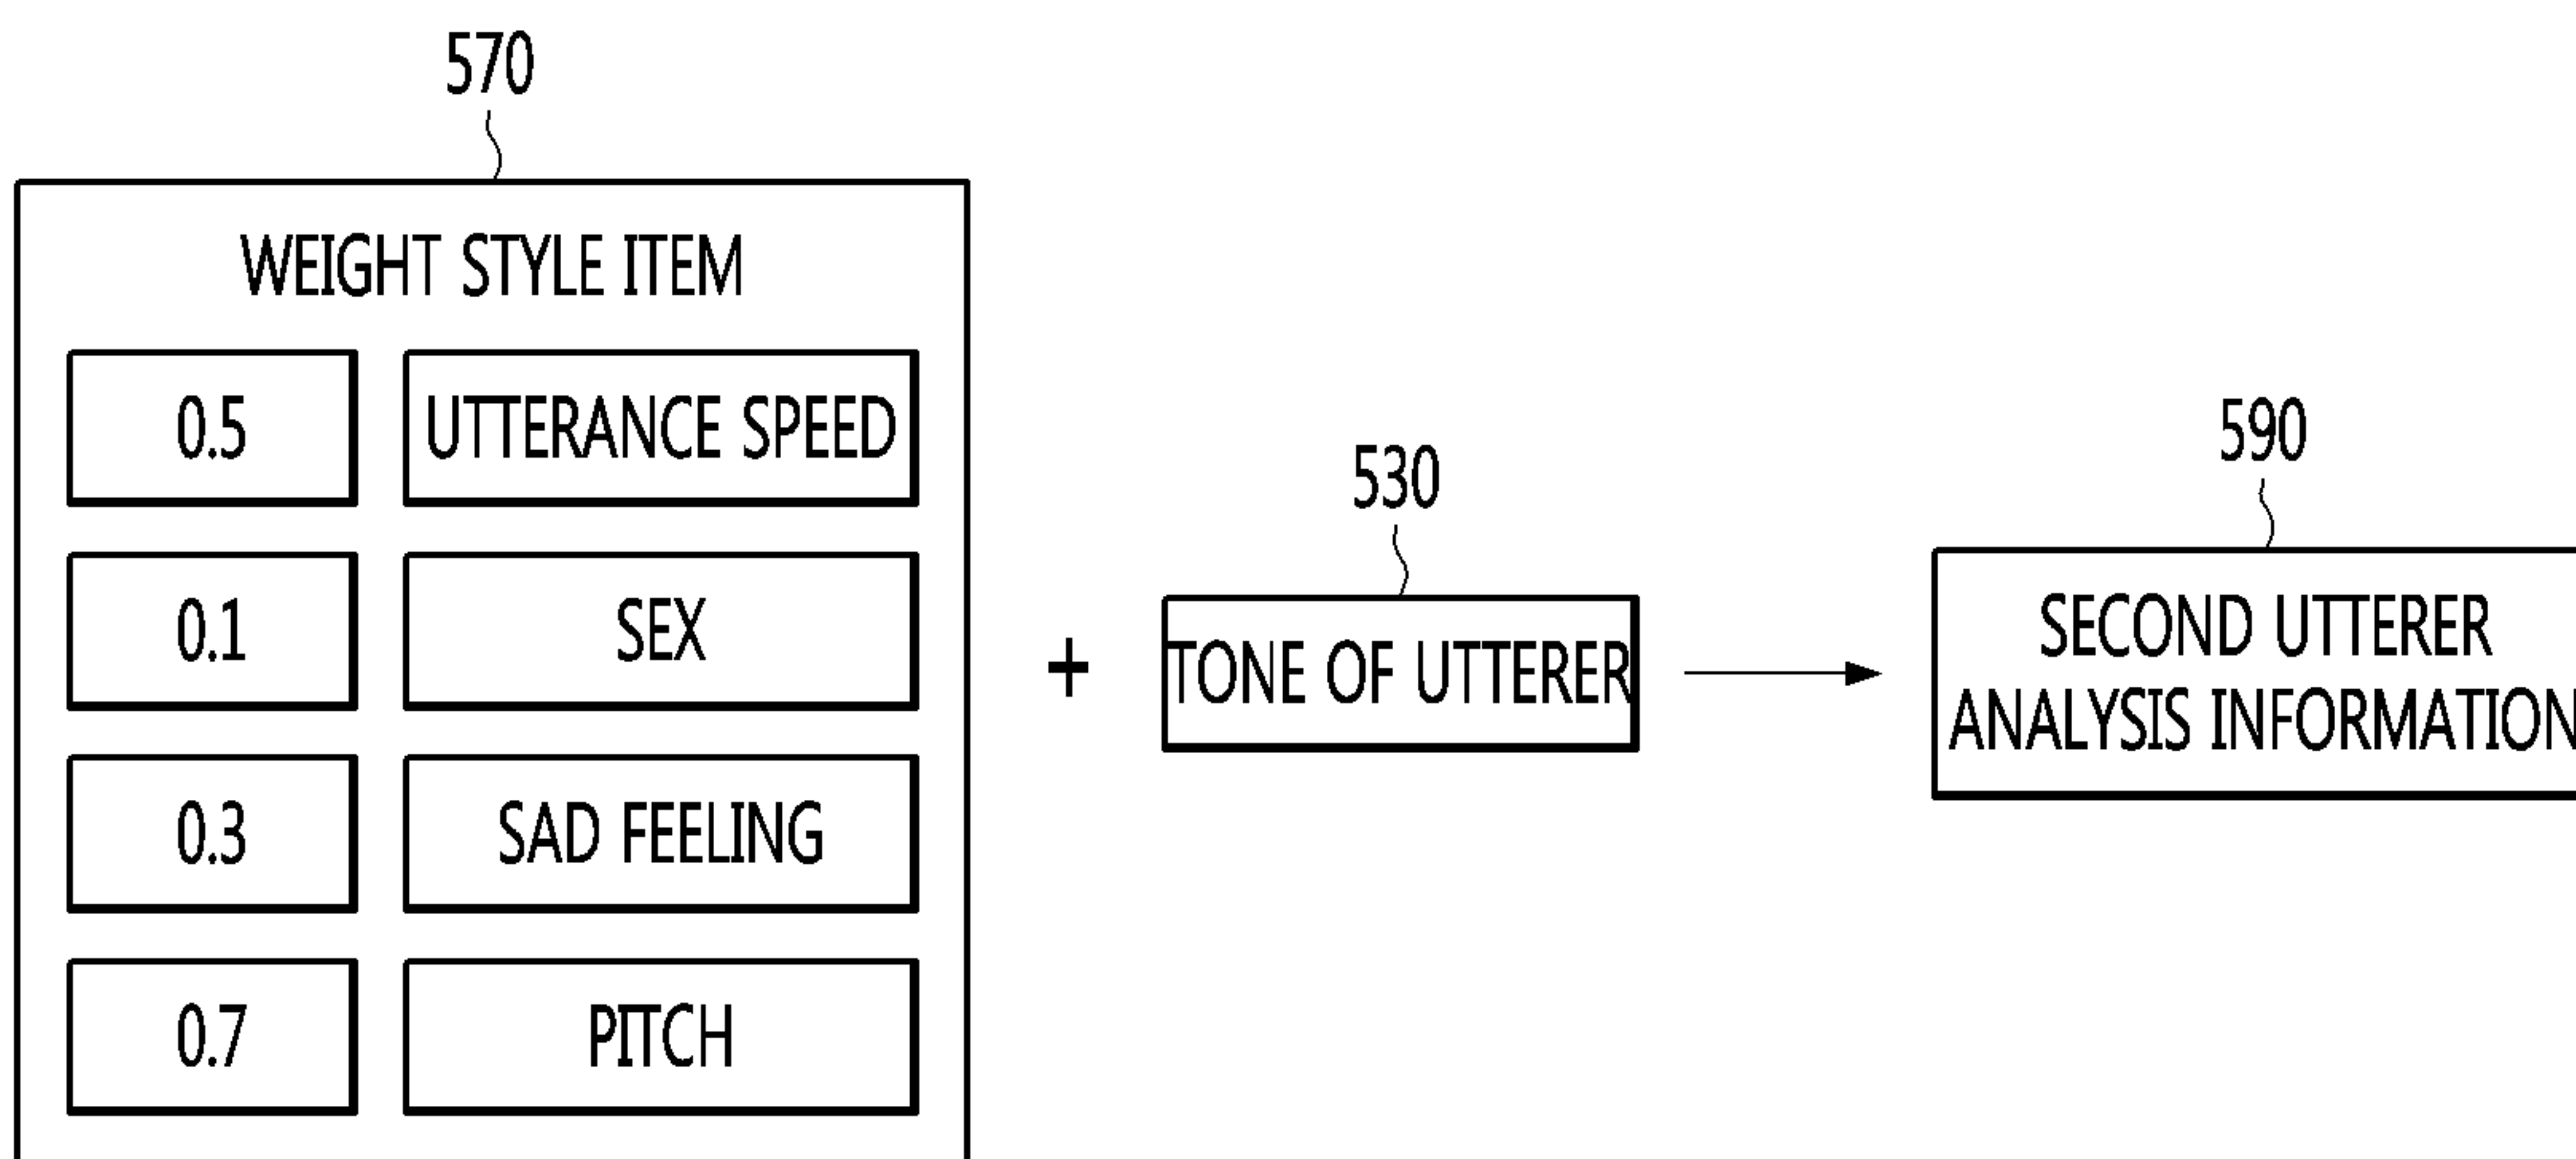 570
WEIGHT STYLE ITEM
0.5 UTTERANCE SPEED
0.1 SEX
0.3 SAD FEELING
0.7 PITCH
+
530
TONE OF UTTERER
590
SECOND UTTERER
ANALYSIS INFORMATION